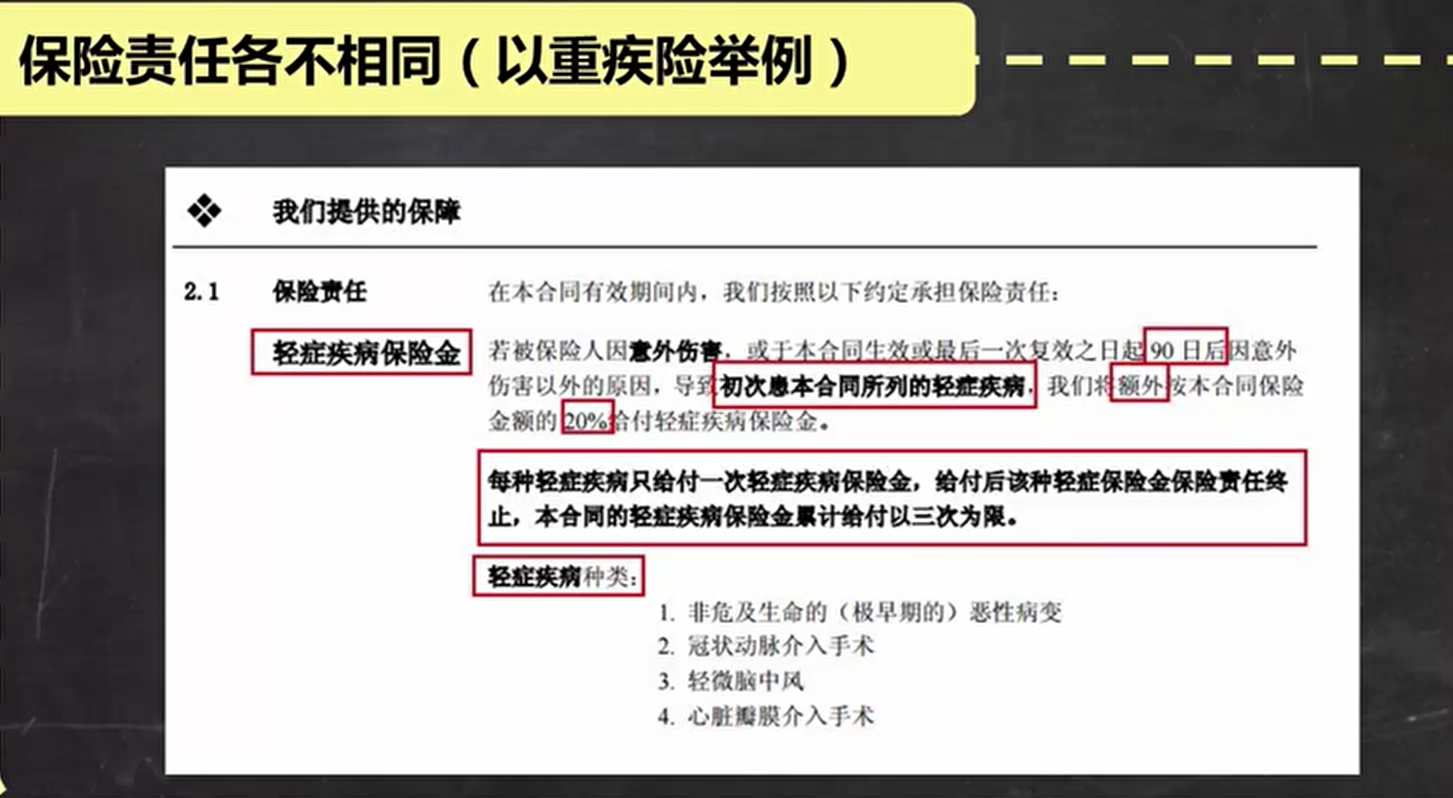 保险责任各不相同（以重疾险举例）
❖ 我们提供的保障
2.1 保险责任 在本合同有效期间内，我们按照以下约定承担保险责任：
轻症疾病保险金 若被保险人因意外伤害，或于本合同生效或最后一次复效之日起 90 日后因意外
伤害以外的原因，导致初次患本合同所列的轻症疾病，我们将额外按本合同保险
金额的 20%给付轻症疾病保险金。
每种轻症疾病只给付一次轻症疾病保险金，给付后该种轻症保险金保险责任终
止，本合同的轻症疾病保险金累计给付以三次为限。
轻症疾病种类：
1. 非危及生命的（极早期的）恶性病变
2. 冠状动脉介入手术
3. 轻微脑中风
4. 心脏瓣膜介入手术